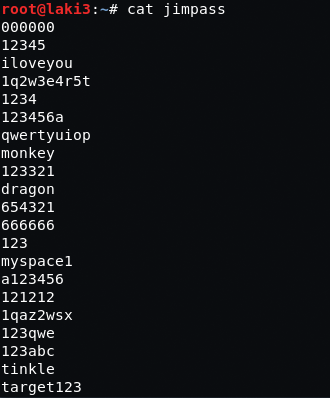 root@laki3:~# cat jimpass
000000
12345
iloveyou
1q2w3e4r5t
1234
123456a
qwertyuiop
monkey
123321
dragon
654321
666666
123
myspace1
a123456
121212
1qaz2wsx
123qwe
123abc
tinkle
target123